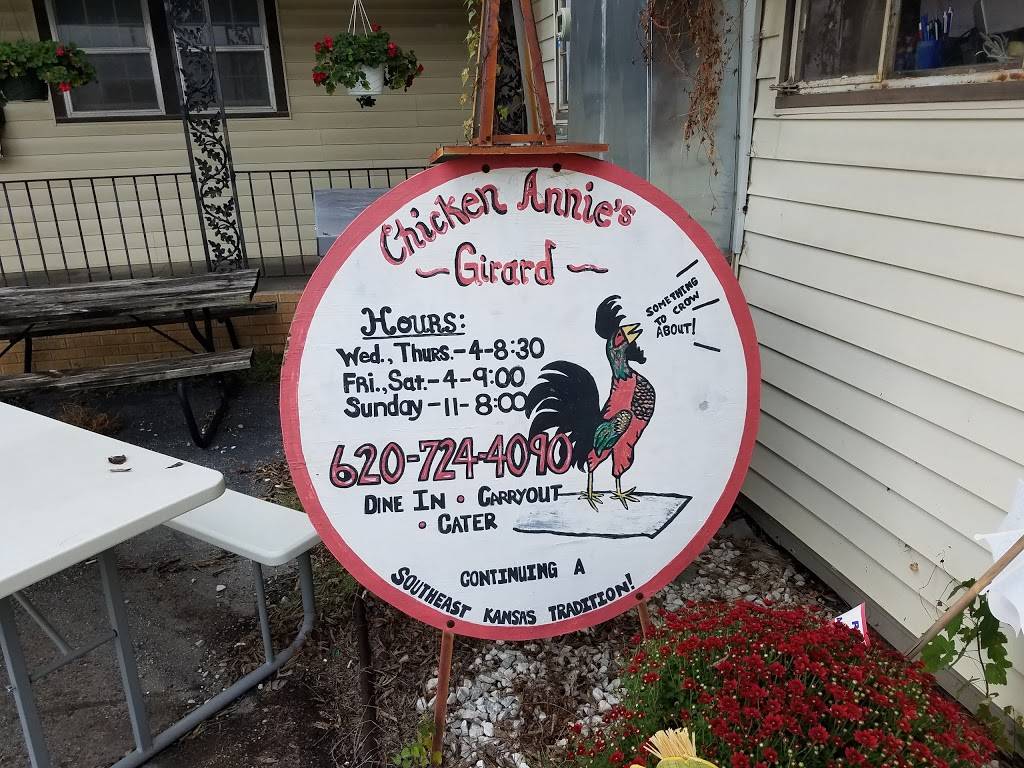 Chicken Annie's
~ Girard ~
Hours:
Wed., Thurs. - 4-8:30
Fri., Sat. - 4-9:00
Sunday - 11-8:00
620-724-4090
Dine In • Carryout
• Cater
SOMETHING
TO CROW
ABOUT!
CONTINUING A
SOUTHEAST KANSAS TRADITION!